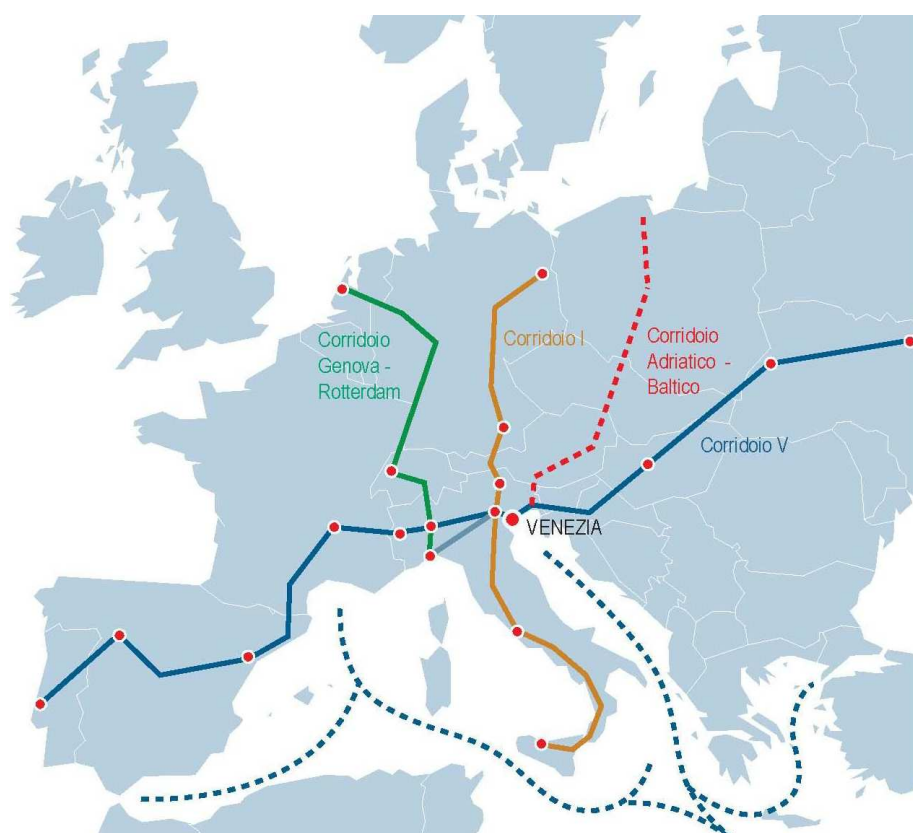 Corridoio
Genova -
Rotterdam
Corridoio I
Corridoio
Adriatico -
Baltico
Corridoio V
VENEZIA